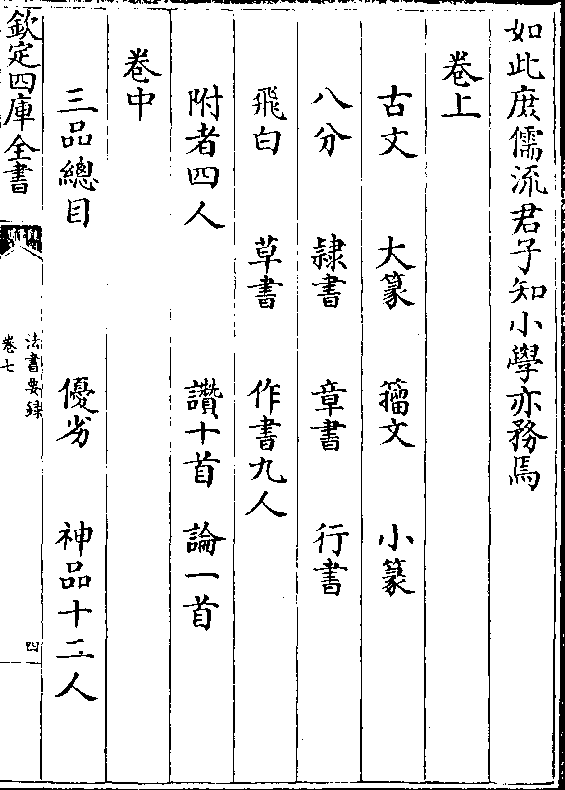 如此庶儒流君子知小學亦務焉
卷上
古文 大篆 籀文 小篆
八分 隸書 章書 行書
飛白 草書 作書九人
附者四人 讚十首 論一首
卷中
三品總目 優劣 神品十二人
欽定四庫全書
法書要録
卷七
四